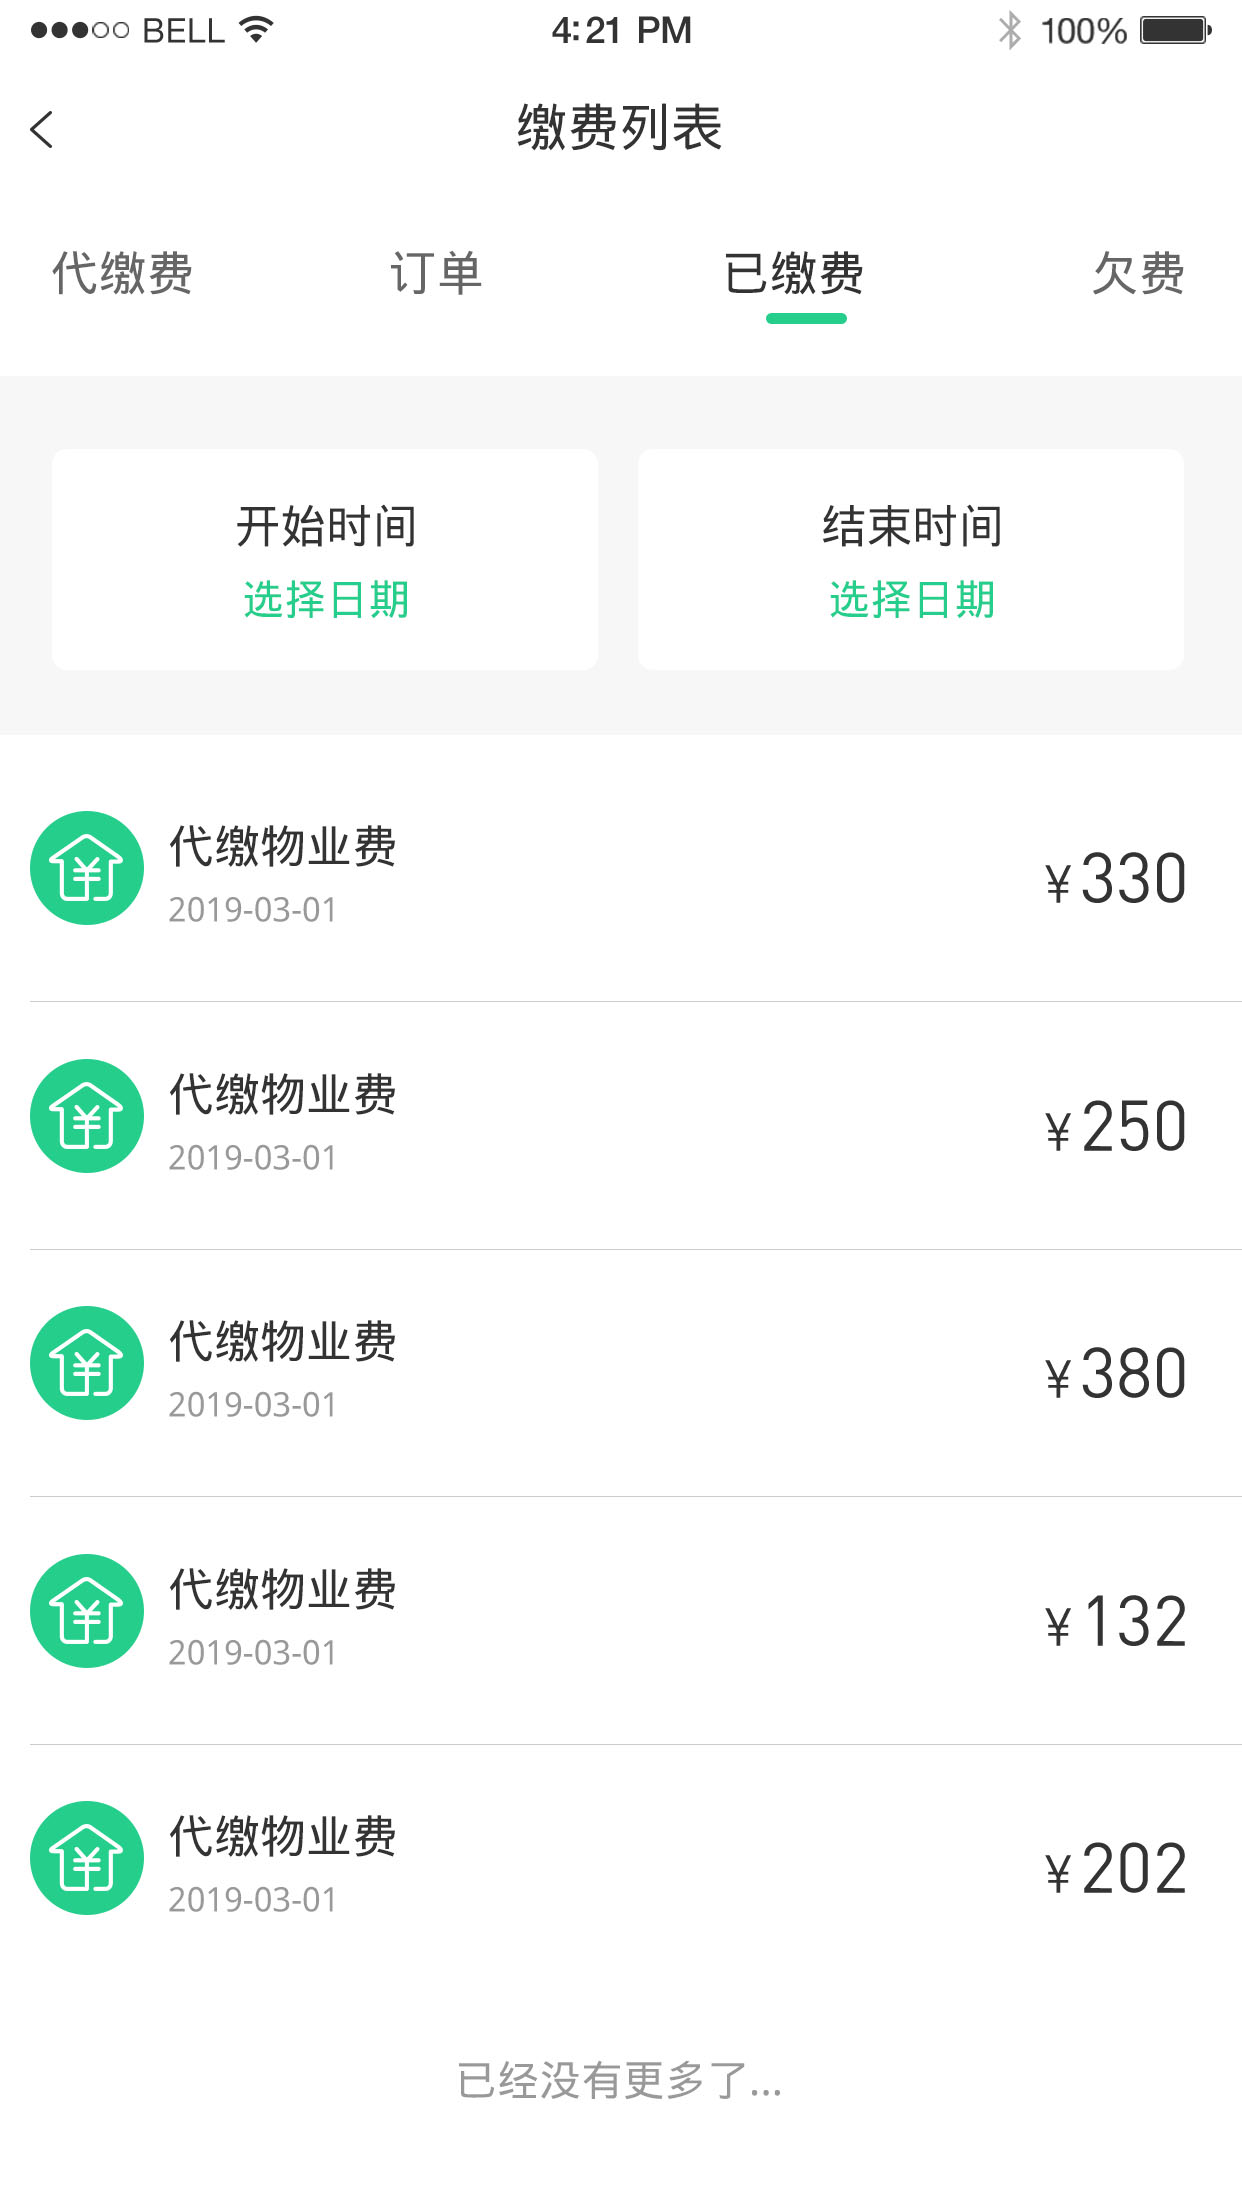 BELL 4:21 PM 100%
缴费列表
代缴费 订单 已缴费 欠费
开始时间 结束时间
选择日期 选择日期
代缴物业费
2019-03-01
¥330
代缴物业费
2019-03-01
¥250
代缴物业费
2019-03-01
¥380
代缴物业费
2019-03-01
¥132
代缴物业费
2019-03-01
¥202
已经没有更多了...